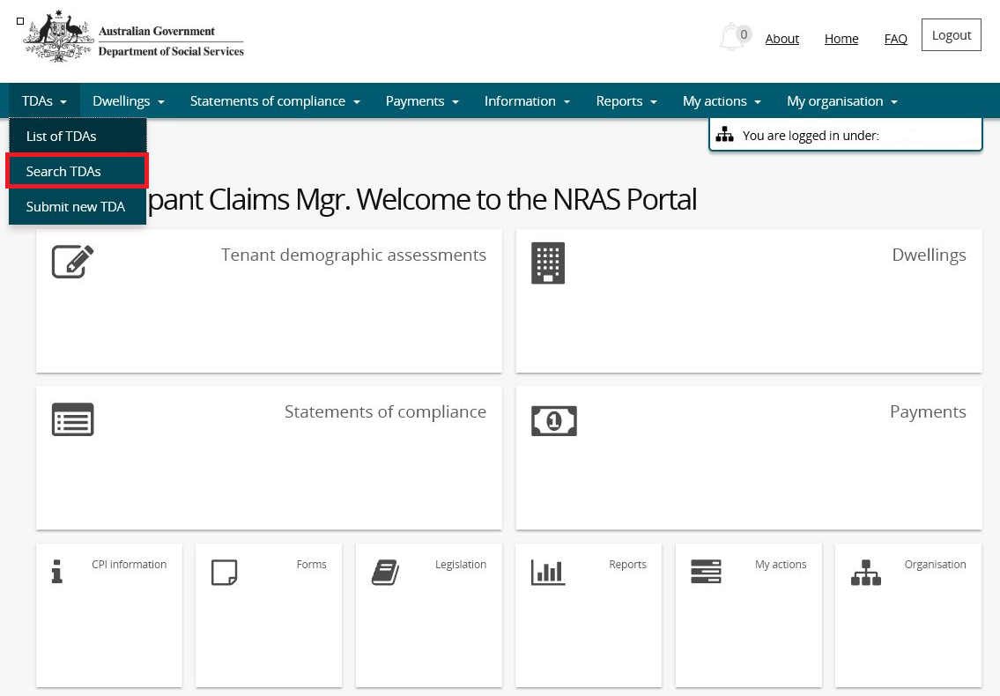 Australian Government
Department of Social Services
0
About
Home
FAQ
Logout
TDAs
Dwellings
Statements of compliance
Payments
Information
Reports
My actions
My organisation
List of TDAs
Search TDAs
Submit new TDA
You are logged in under:
pant Claims Mgr. Welcome to the NRAS Portal
Tenant demographic assessments
Dwellings
Statements of compliance
1
Payments
CPI information
Forms
Legislation
Reports
My actions
Organisation